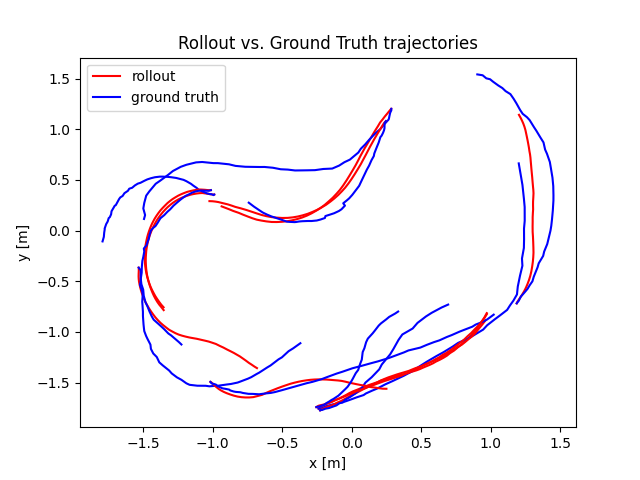 Rollout vs. Ground Truth trajectories
rollout
ground truth
1.5
1.0
0.5
0.0
−0.5
−1.0
−1.5
y [m]
−1.5 −1.0 −0.5 0.0 0.5 1.0 1.5
x [m]